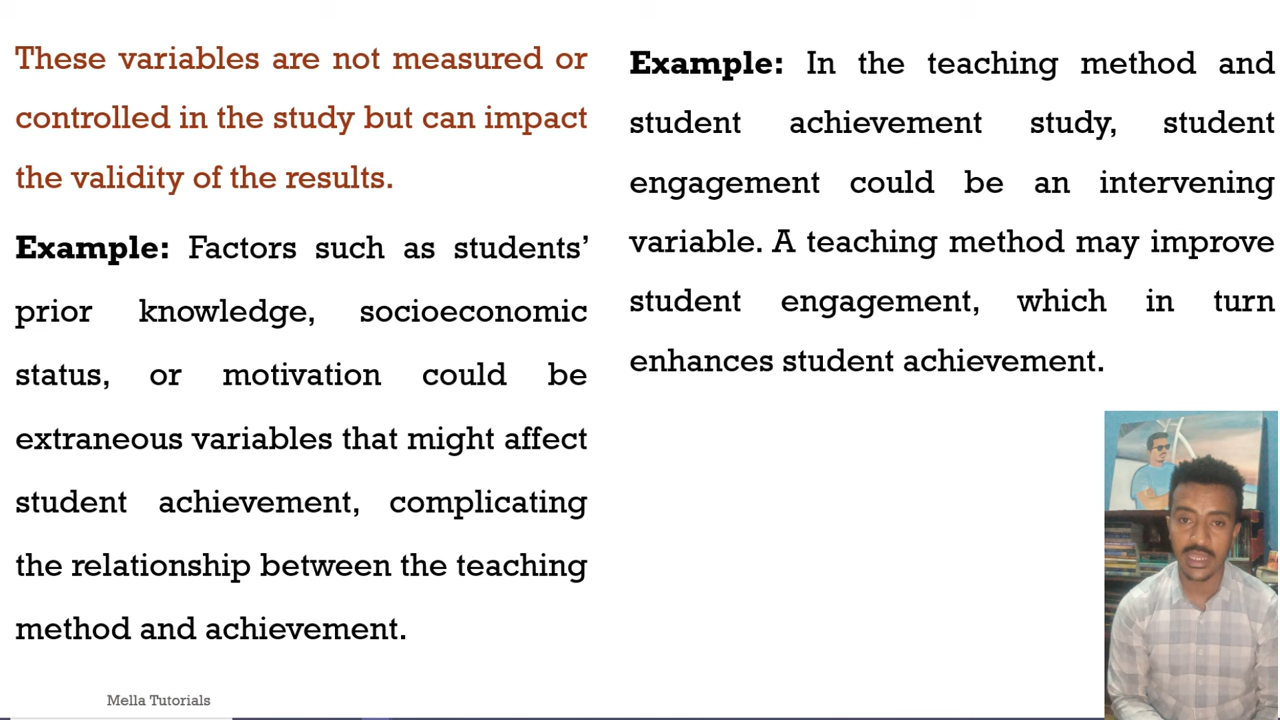 These variables are not measured or
controlled in the study but can impact
the validity of the results.
Example: Factors such as students’
prior knowledge, socioeconomic
status, or motivation could be
extraneous variables that might affect
student achievement, complicating
the relationship between the teaching
method and achievement.
Example: In the teaching method and
student achievement study, student
engagement could be an intervening
variable. A teaching method may improve
student engagement, which in turn
enhances student achievement.
Mella Tutorials